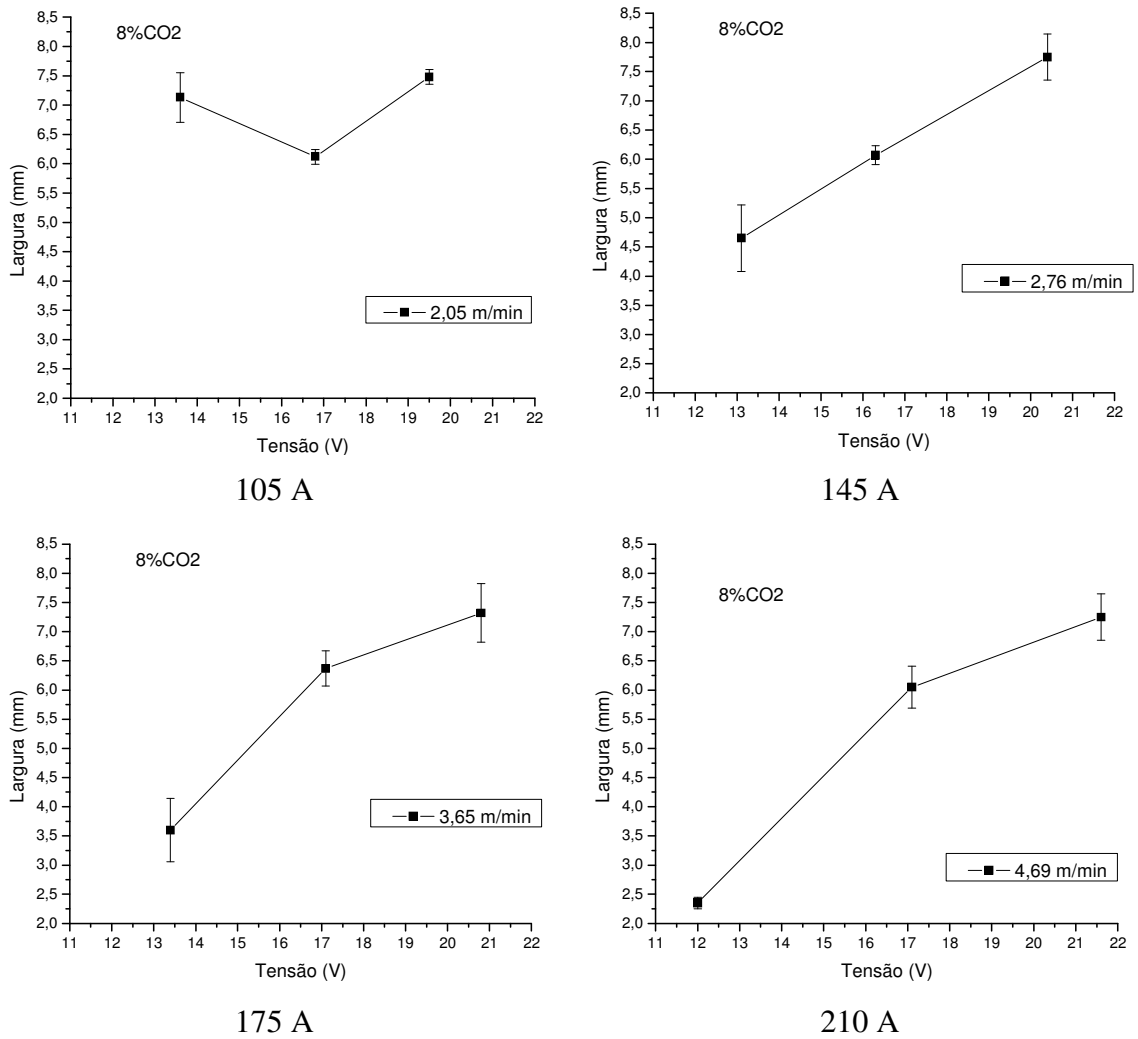 8%CO2
Largura (mm)
8,5
8,0
7,5
7,0
6,5
6,0
5,5
5,0
4,5
4,0
3,5
3,0
2,5
2,0
2,05 m/min
11 12 13 14 15 16 17 18 19 20 21 22
Tensão (V)
105 A
8%CO2
Largura (mm)
8,5
8,0
7,5
7,0
6,5
6,0
5,5
5,0
4,5
4,0
3,5
3,0
2,5
2,0
2,76 m/min
11 12 13 14 15 16 17 18 19 20 21 22
Tensão (V)
145 A
8%CO2
Largura (mm)
8,5
8,0
7,5
7,0
6,5
6,0
5,5
5,0
4,5
4,0
3,5
3,0
2,5
2,0
3,65 m/min
11 12 13 14 15 16 17 18 19 20 21 22
Tensão (V)
175 A
8%CO2
Largura (mm)
8,5
8,0
7,5
7,0
6,5
6,0
5,5
5,0
4,5
4,0
3,5
3,0
2,5
2,0
4,69 m/min
11 12 13 14 15 16 17 18 19 20 21 22
Tensão (V)
210 A